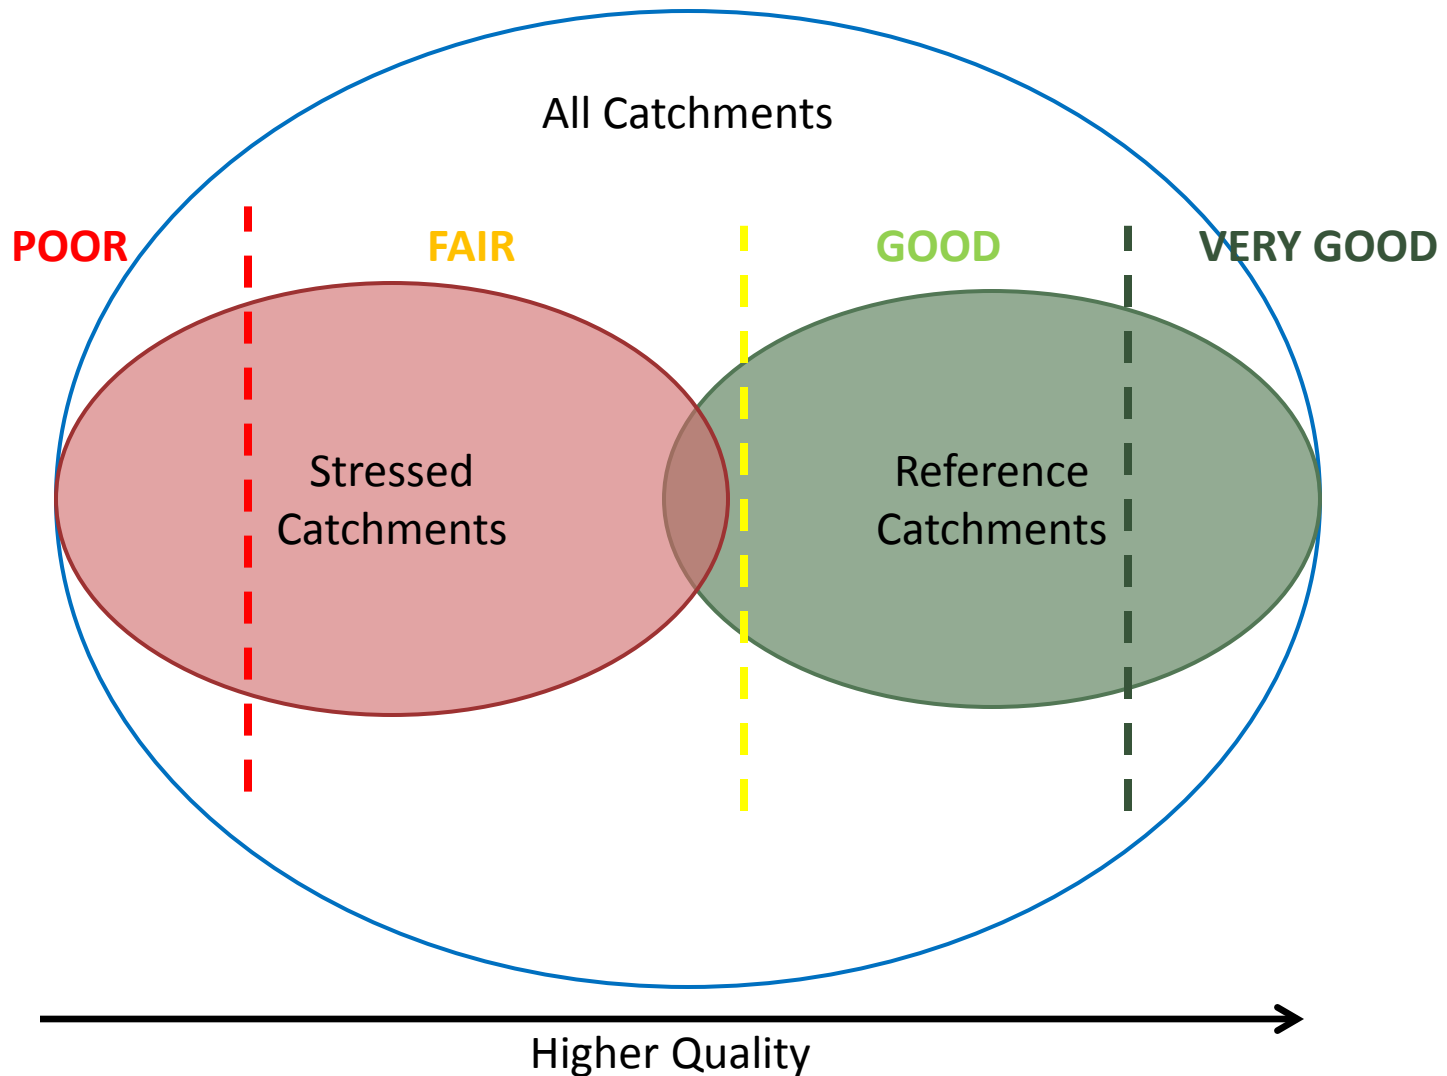 All Catchments
POOR
FAIR
GOOD
VERY GOOD
Stressed
Catchments
Reference
Catchments
Higher Quality